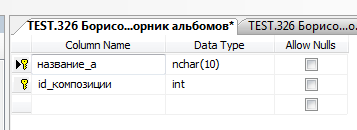 TEST.326 Борисо...орник альбомов* TEST.326 Борисо...о
Column Name Data Type Allow Nulls
название_а nchar(10)
id_композиции int